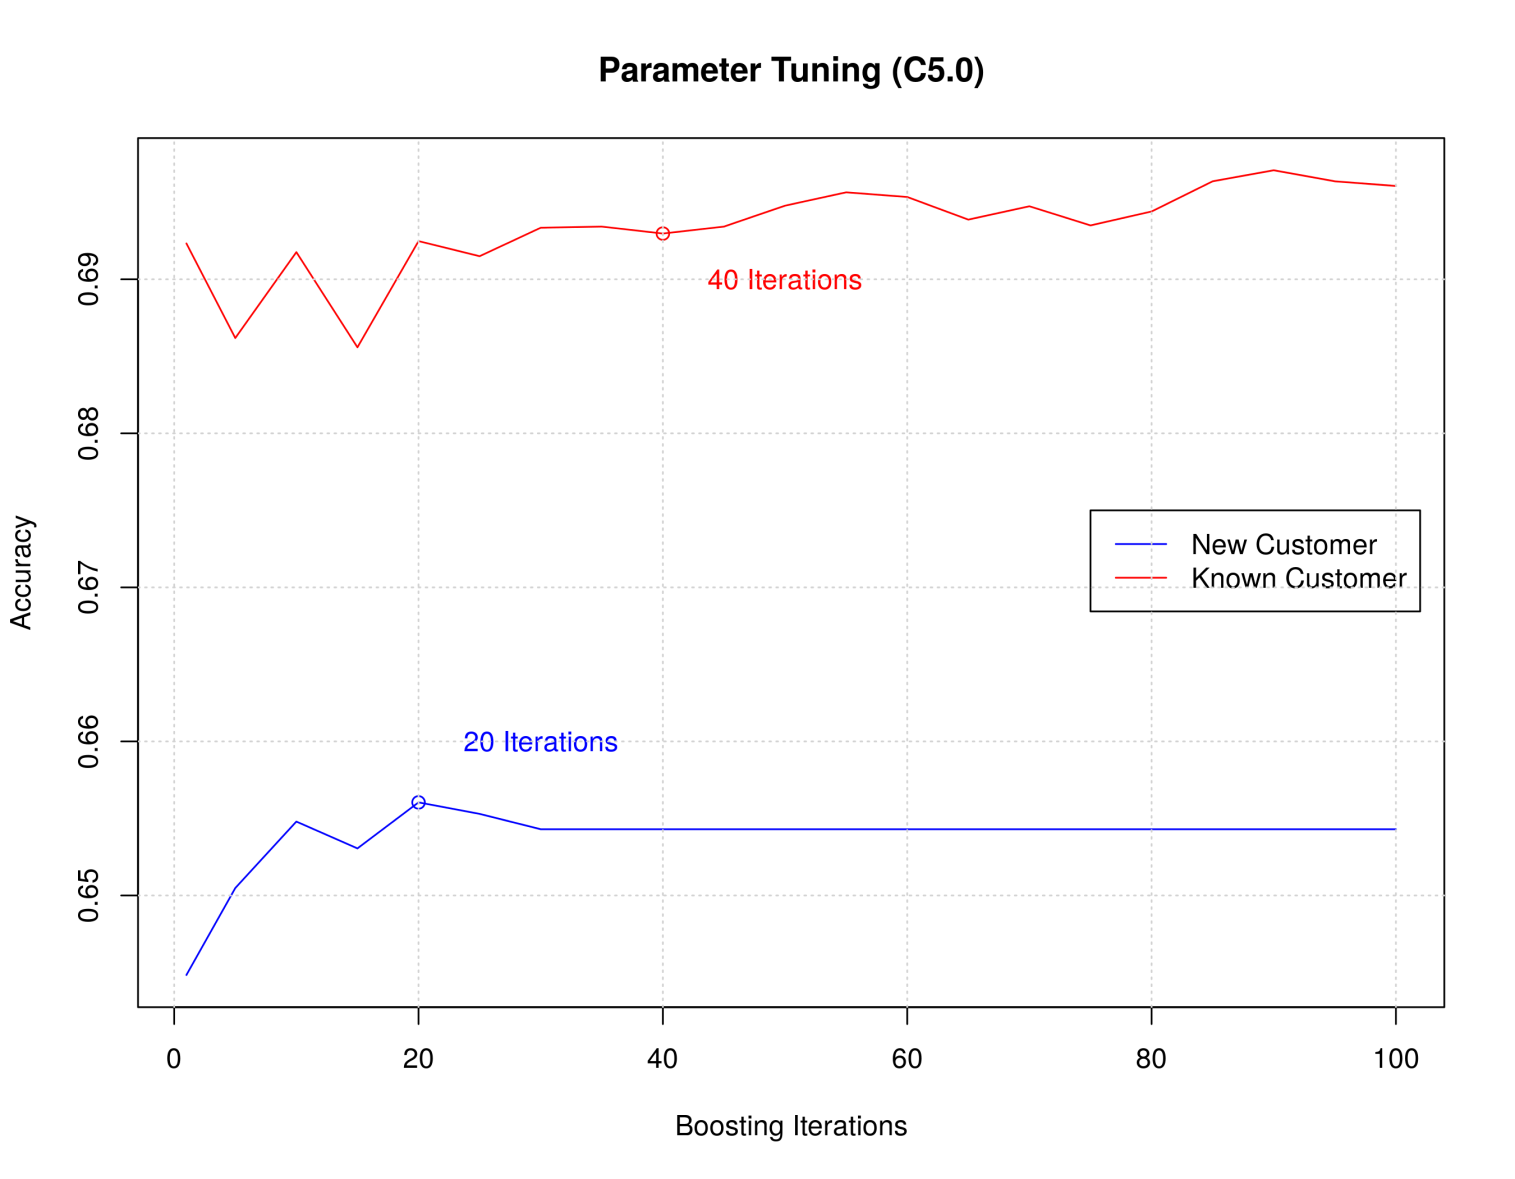 Parameter Tuning (C5.0)
Accuracy
0.69
0.68
0.67
0.66
0.65
40 Iterations
New Customer
Known Customer
20 Iterations
0 20 40 60 80 100
Boosting Iterations